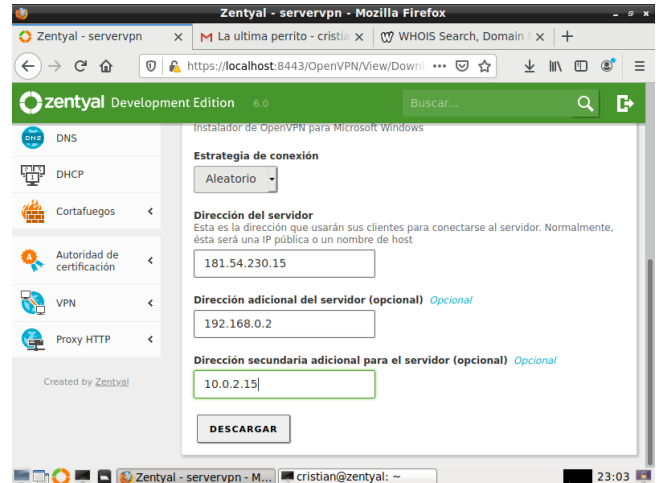 Zentyal - servervpn - Mozilla Firefox
Zentyal - servervpn
La ultima perrito - cristia
WHOIS Search, Domain
https://localhost:8443/OpenVPN/View/Downl
zentyal Development Edition 6.0
Buscar...
Instalador de OpenVPN para Microsoft Windows
DNS
DNS
Estrategia de conexión
DHCP
Aleatorio
Cortafuegos
Dirección del servidor
Esta es la dirección que usarán sus clientes para conectarse al servidor. Normalmente,
ésta será una IP pública o un nombre de host
Autoridad de
certificación
181.54.230.15
VPN
Dirección adicional del servidor (opcional) Opcional
192.168.0.2
Proxy HTTP
Dirección secundaria adicional para el servidor (opcional) Opcional
Created by Zentyal
10.0.2.15
DESCARGAR
Zentyal - servervpn - M...
cristian@zentyal: ~
23:03